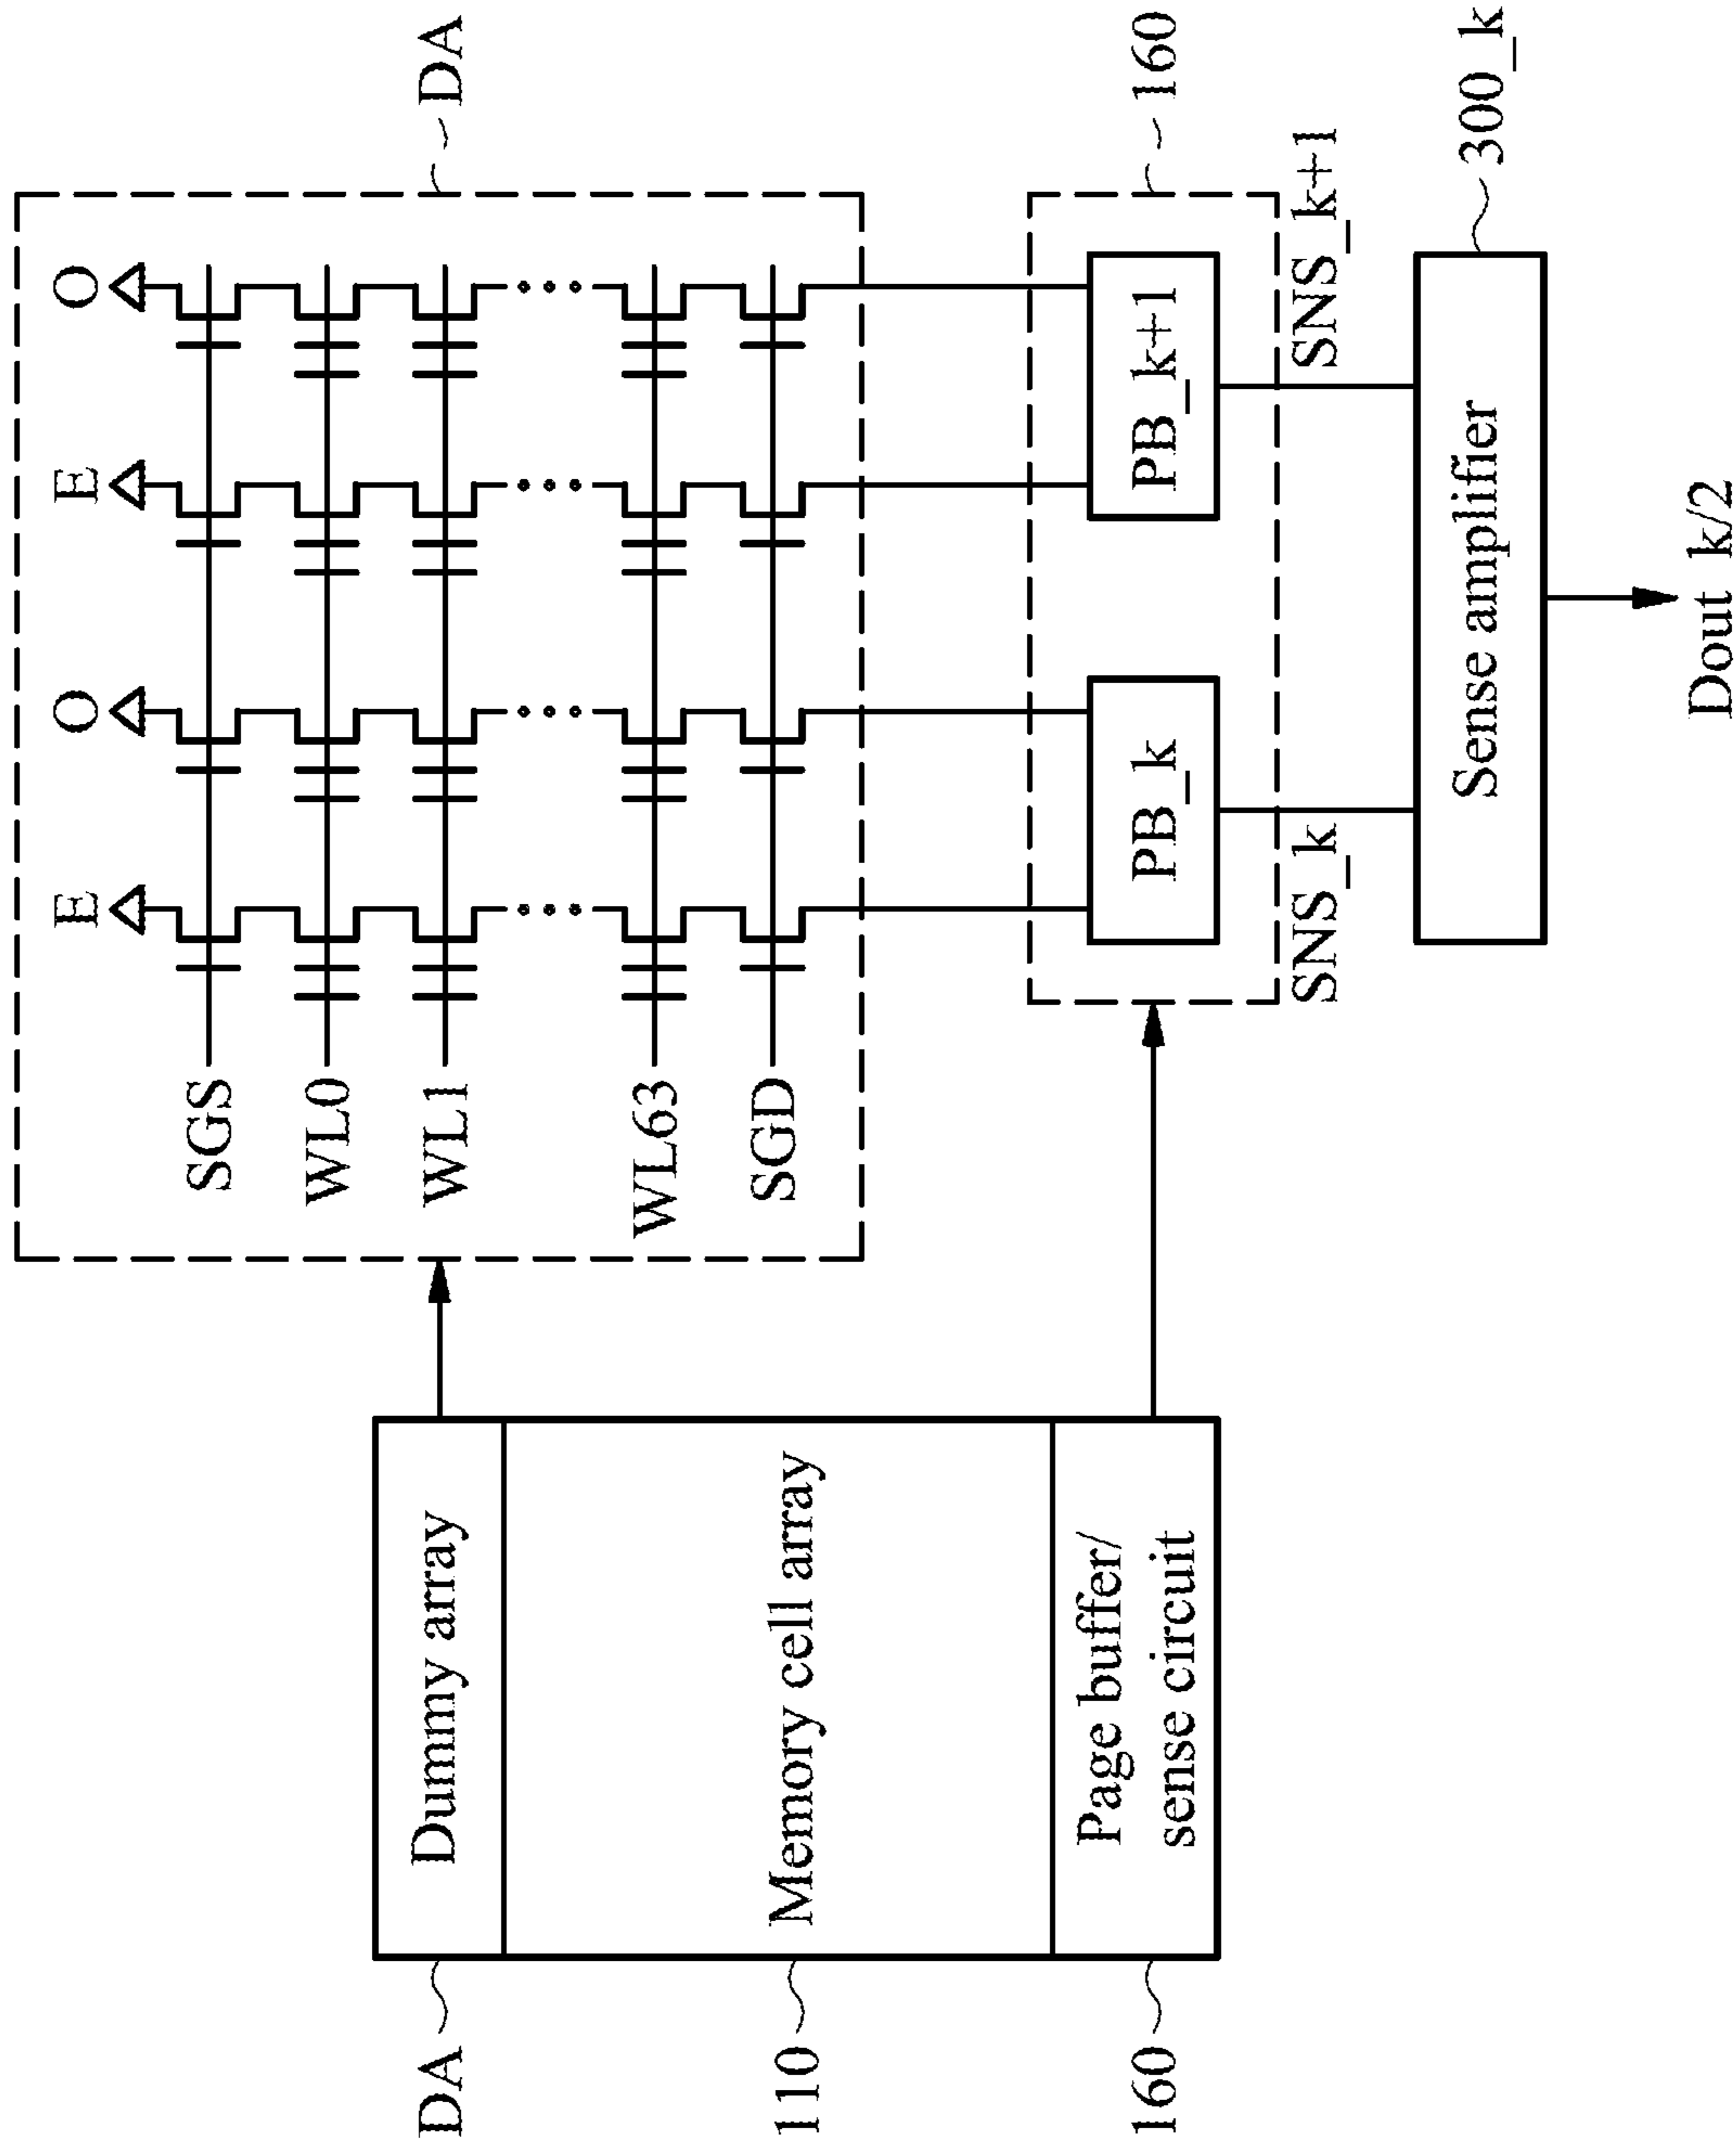 DA
Dummy array
110
Memory cell array
160
Page buffer/
sense circuit
E
O
E
O
SGS
WL0
WL1
WL63
SGD
DA
PB_k
PB_k+1
160
SNS_k
SNS_k+1
Sense amplifier
300_k
Dout k/2